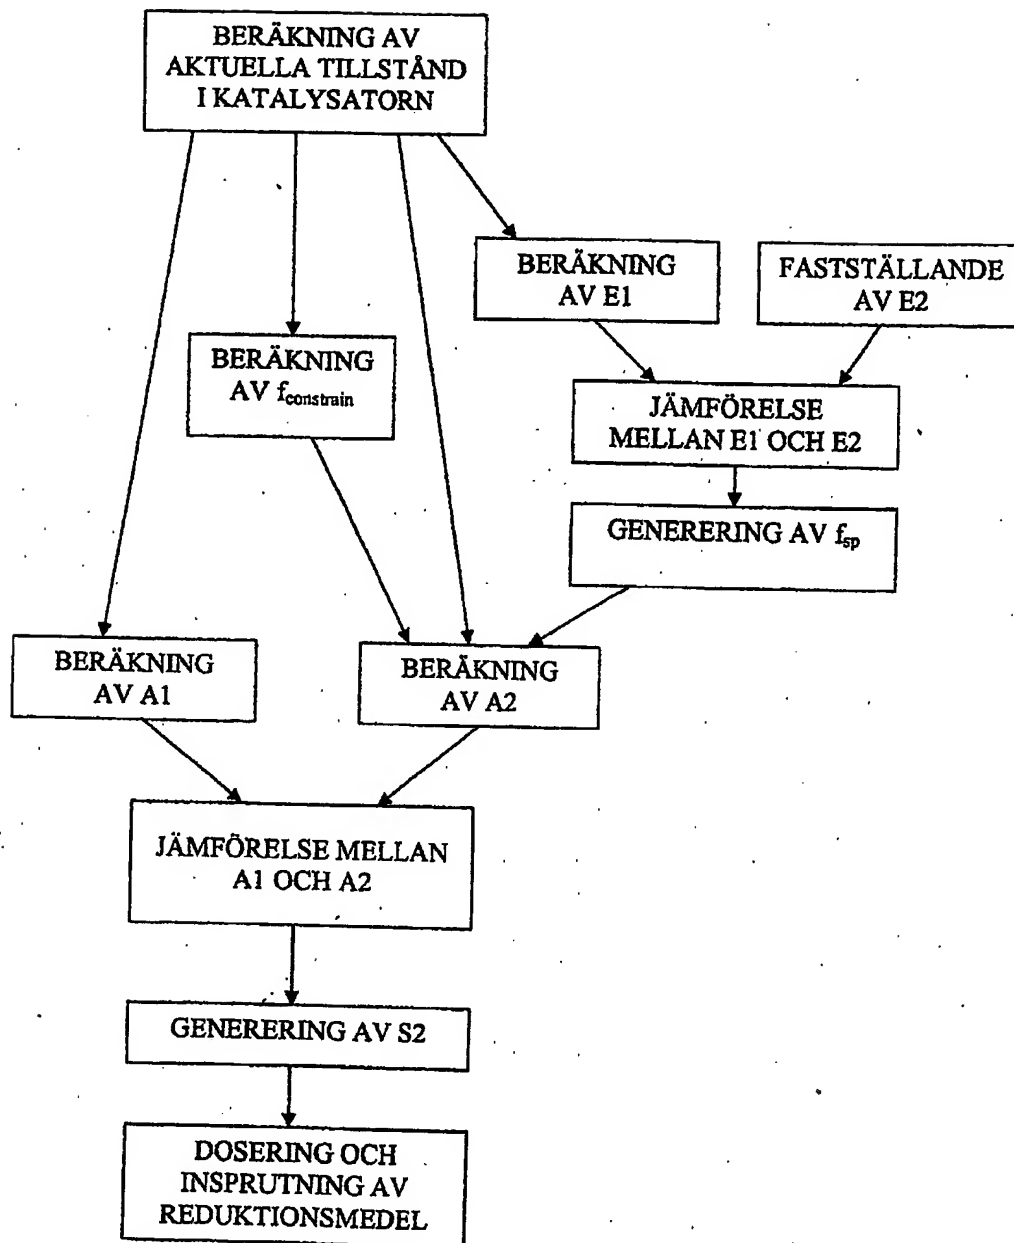 BERÄKNING AV
AKTUELLA TILLSTÅND
I KATALYSATORN
BERÄKNING
AV E1
FASTSTÄLLANDE
AV E2
BERÄKNING
AV fconstrain
JÄMFÖRELSE
MELLAN E1 OCH E2
GENERERING AV fsp
BERÄKNING
AV A1
BERÄKNING
AV A2
JÄMFÖRELSE MELLAN
A1 OCH A2
GENERERING AV S2
DOSERING OCH
INSPRUTNING AV
REDUKTIONSMEDEL